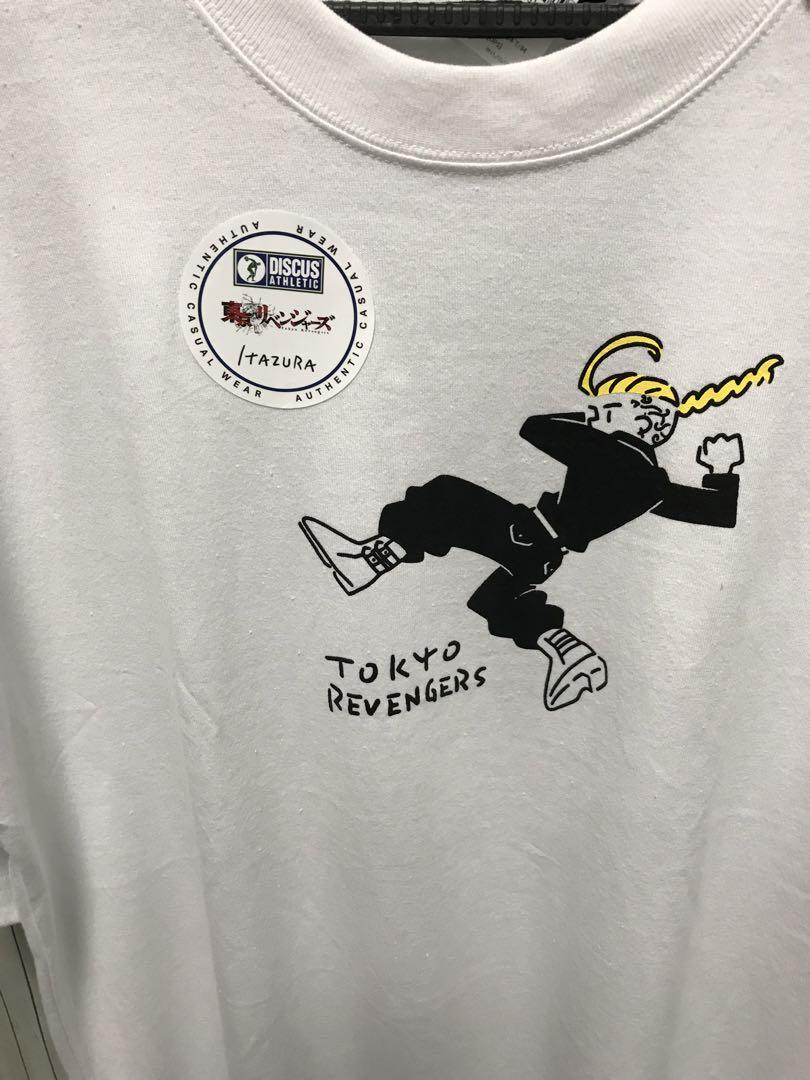 AUTHENTIC CASUAL WEAR
AUTHENTIC CASUAL WEAR
DISCUS
ATHLETIC
東京リベンジャーズ
ITAZURA
TOKYO
REVENGERS